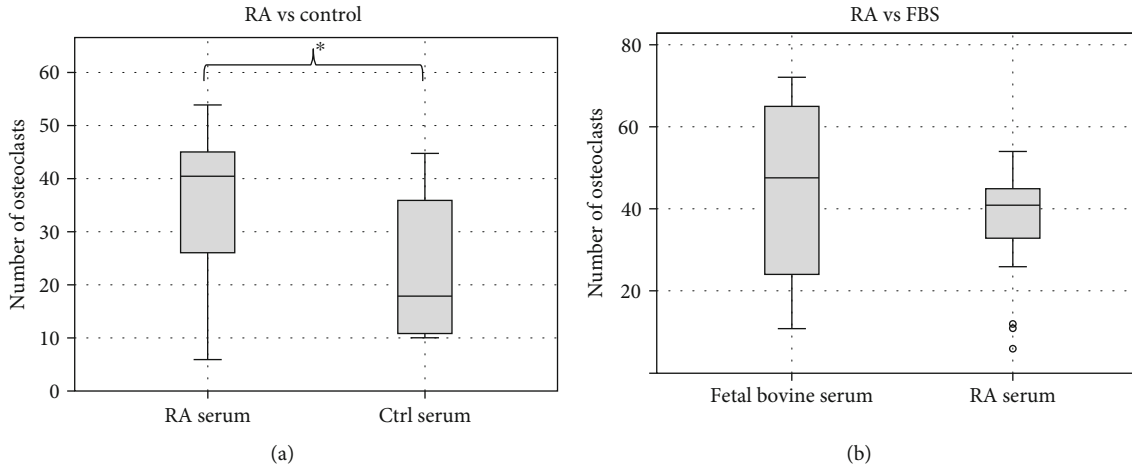 RA vs control
Number of osteoclasts
60
50
40
30
20
10
0
*
RA serum
Ctrl serum
(a)
RA vs FBS
Number of osteoclasts
80
60
40
20
Fetal bovine serum
RA serum
(b)